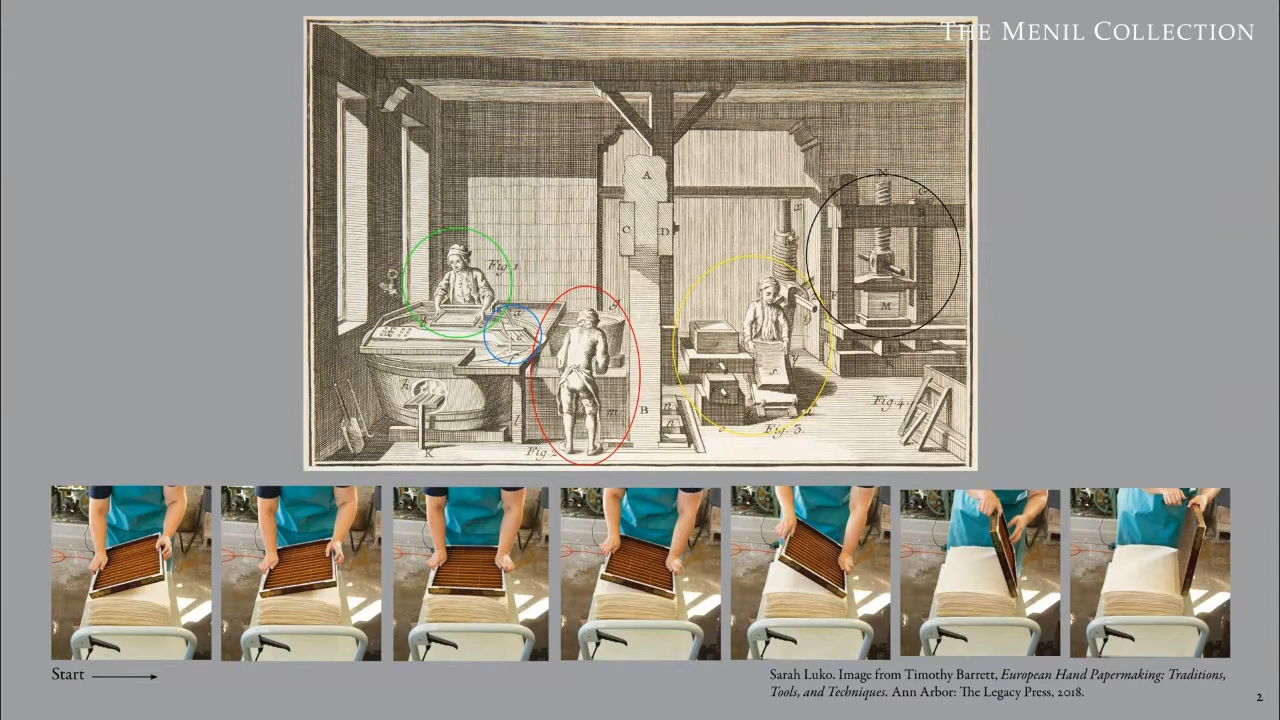 THE MENIL COLLECTION
N
A
C
B
C
D
Fig. 1
M
h
B
Fig. 2
Fig. 3.
Fig. 4.
K
m
Start
Sarah Luko. Image from Timothy Barrett, European Hand Papermaking: Traditions,
Tools, and Techniques. Ann Arbor: The Legacy Press, 2018.
2